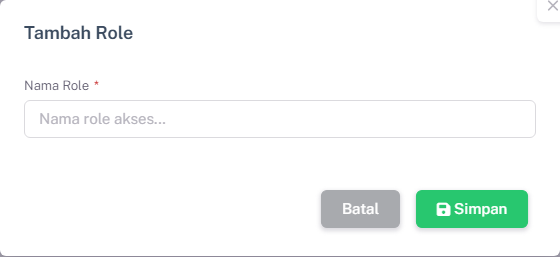 Tambah Role
Nama Role *
Nama role akses...
Batal
Simpan